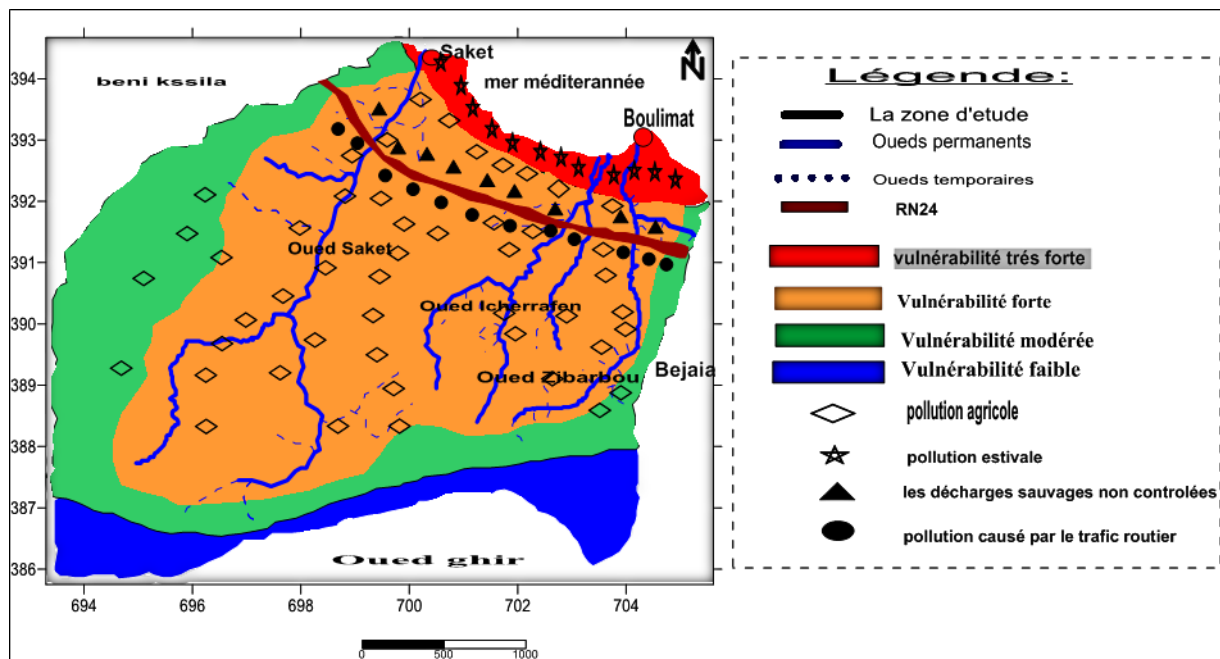 Saket
N
beni kssila
mer méditerannée
Boulimat
Oued Saket
Oued Icherrafen
Oued Zibarbou
Bejaia
Oued ghir
394
393
392
391
390
389
388
387
386
694
696
698
700
702
704
0
500
1000
Légende:
La zone d'etude
Oueds permanents
Oueds temporaires
RN24
vulnérabilité trés forte
Vulnérabilité forte
Vulnérabilité modérée
Vulnérabilité faible
pollution agricole
pollution estivale
les décharges sauvages non controlées
pollution causé par le trafic routier